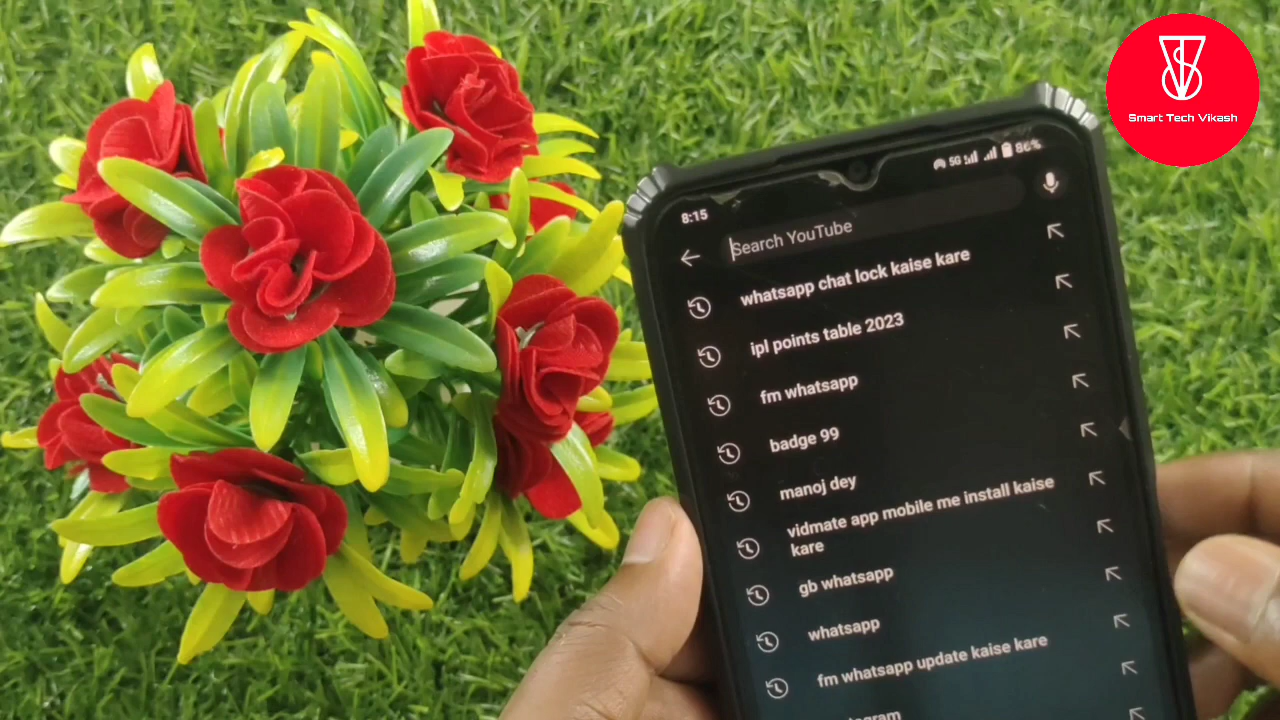 Smart Tech Vikash
8:15
5G
86%
Search YouTube
whatsapp chat lock kaise kare
ipl points table 2023
fm whatsapp
badge 99
manoj dey
vidmate app mobile me install kaise
kare
gb whatsapp
whatsapp
fm whatsapp update kaise kare